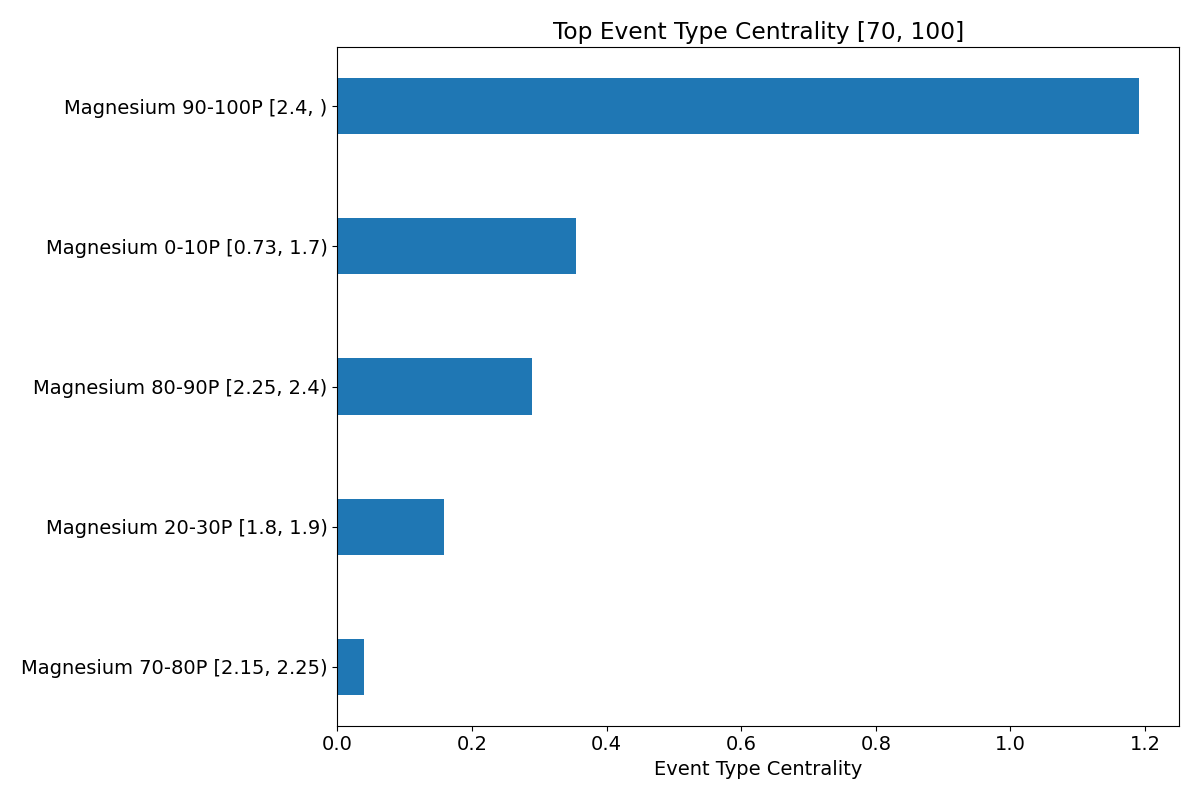 Top Event Type Centrality [70, 100]
Magnesium 90-100P [2.4, )
Magnesium 0-10P [0.73, 1.7)
Magnesium 80-90P [2.25, 2.4)
Magnesium 20-30P [1.8, 1.9)
Magnesium 70-80P [2.15, 2.25)
0.0 0.2 0.4 0.6 0.8 1.0 1.2
Event Type Centrality